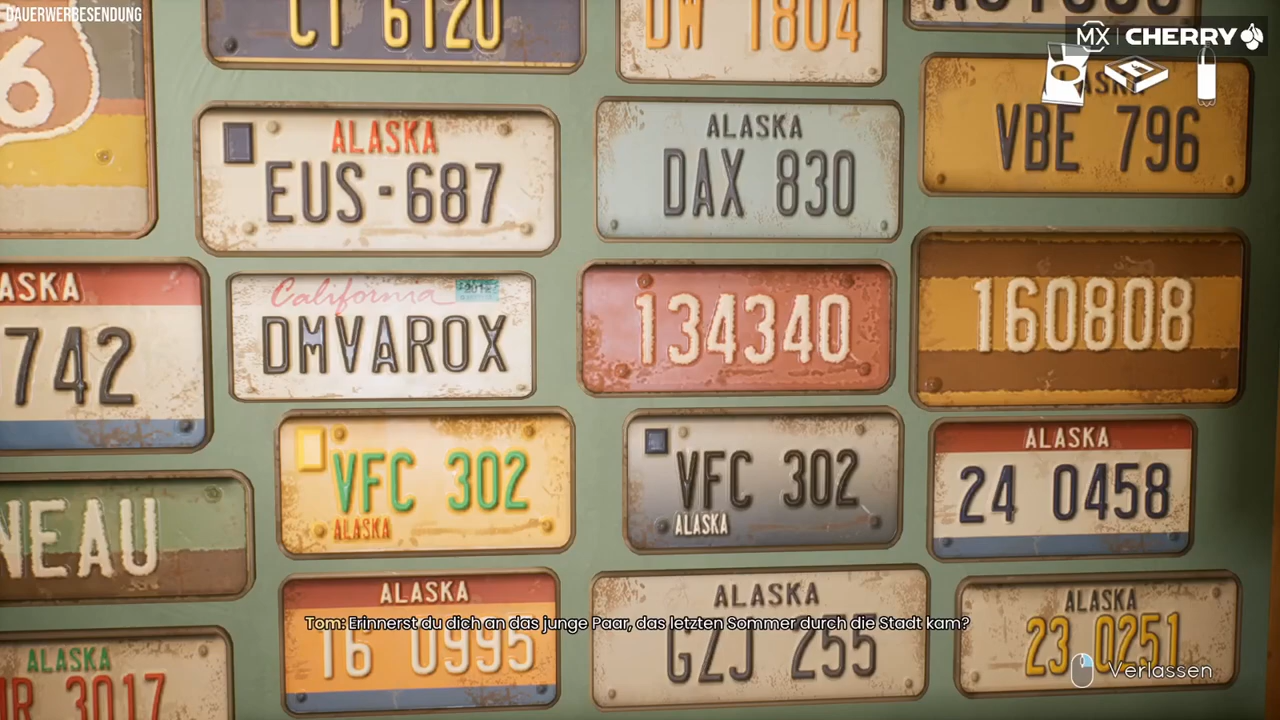 DAUERWERBESENDUNG
MX | CHERRY
CT 6120
DW 1804
6
ALASKA
EUS·687
ALASKA
DAX 830
VBE 796
ASKA
742
California
DMVAROX
134340
160808
NEAU
VFC 302
ALASKA
VFC 302
ALASKA
ALASKA
24 0458
ALASKA
3017
ALASKA
16 0995
ALASKA
GZJ 255
ALASKA
23 0251
Tom: Erinnerst du dich an das junge Paar, das letzten Sommer durch die Stadt kam?
Verlassen